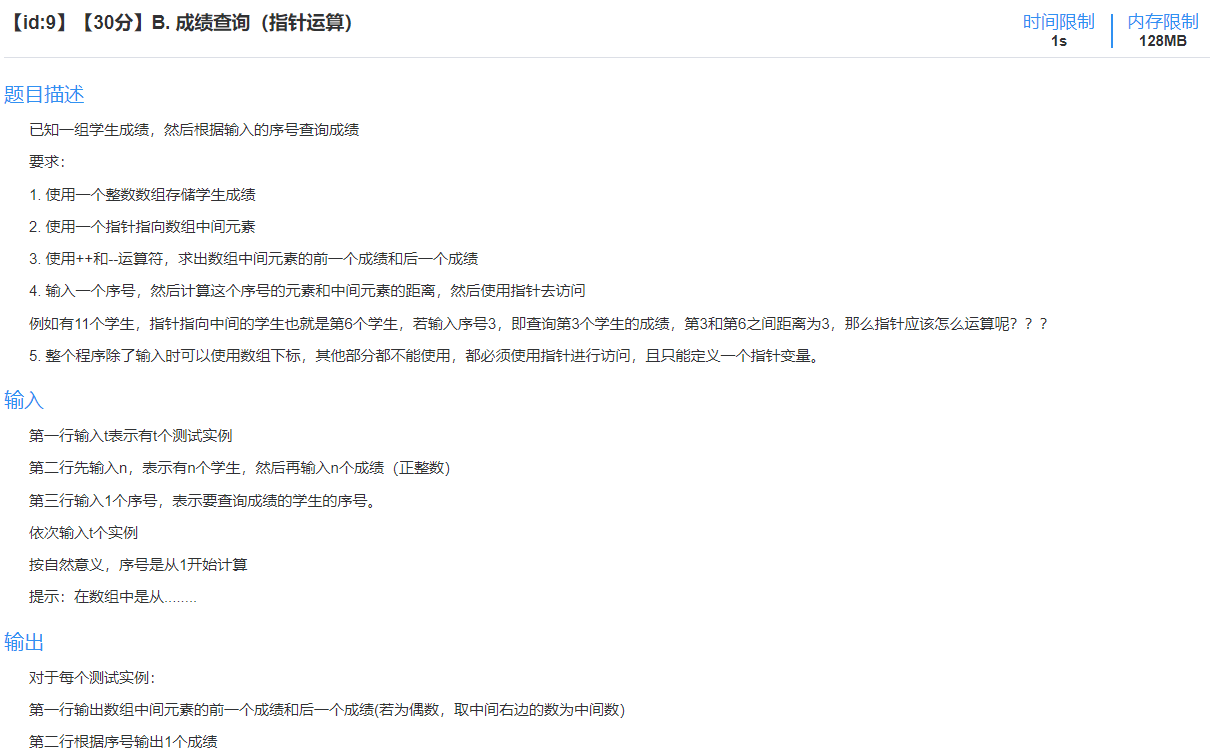 【id:9】【30分】B. 成绩查询（指针运算）
时间限制
1s
内存限制
128MB
题目描述
已知一组学生成绩，然后根据输入的序号查询成绩
要求：
1. 使用一个整数数组存储学生成绩
2. 使用一个指针指向数组中间元素
3. 使用++和--运算符，求出数组中间元素的前一个成绩和后一个成绩
4. 输入一个序号，然后计算这个序号的元素和中间元素的距离，然后使用指针去访问
例如有11个学生，指针指向中间的学生也就是第6个学生，若输入序号3，即查询第3个学生的成绩，第3和第6之间距离为3，那么指针应该怎么运算呢？？？
5. 整个程序除了输入时可以使用数组下标，其他部分都不能使用，都必须使用指针进行访问，且只能定义一个指针变量。
输入
第一行输入t表示有t个测试实例
第二行先输入n，表示有n个学生，然后再输入n个成绩（正整数）
第三行输入1个序号，表示要查询成绩的学生的序号。
依次输入t个实例
按自然意义，序号是从1开始计算
提示：在数组中是从........
输出
对于每个测试实例：
第一行输出数组中间元素的前一个成绩和后一个成绩(若为偶数，取中间右边的数为中间数)
第二行根据序号输出1个成绩